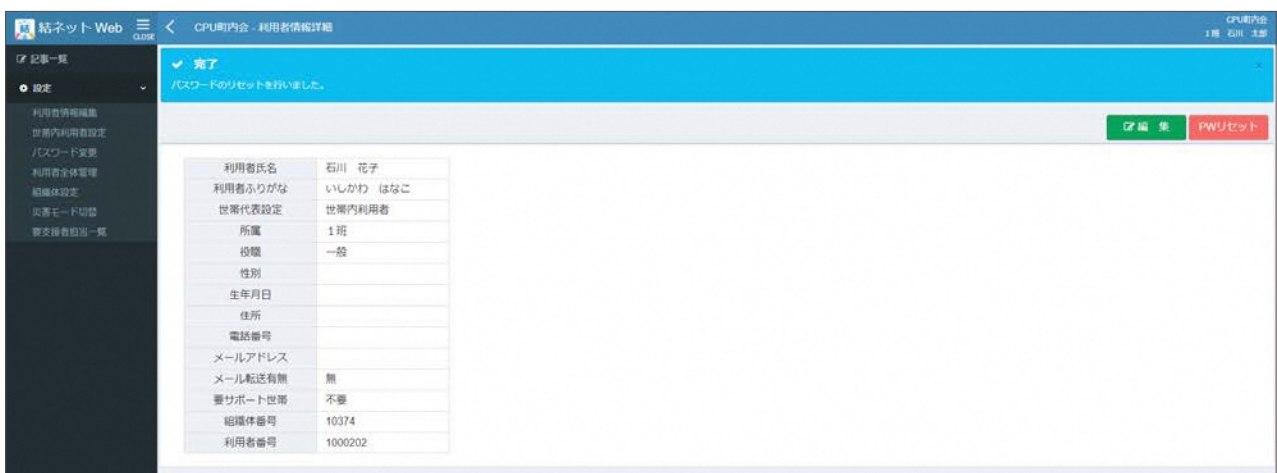 結ネット Web
CLOSE
CPU町内会 - 利用者情報詳細
CPU町内会
1班 石川 太郎
記事一覧
設定
利用者情報編集
世帯内利用者設定
パスワード変更
利用者全体管理
組織体設定
災害モード切替
要支援者担当一覧
完了
x
パスワードのリセットを行いました。
編 集
PWリセット
利用者氏名 石川 花子
利用者ふりがな いしかわ はなこ
世帯代表設定 世帯内利用者
所属 1班
役職 一般
性別
生年月日
住所
電話番号
メールアドレス
メール転送有無 無
要サポート世帯 不要
組織体番号 10374
利用者番号 1000202